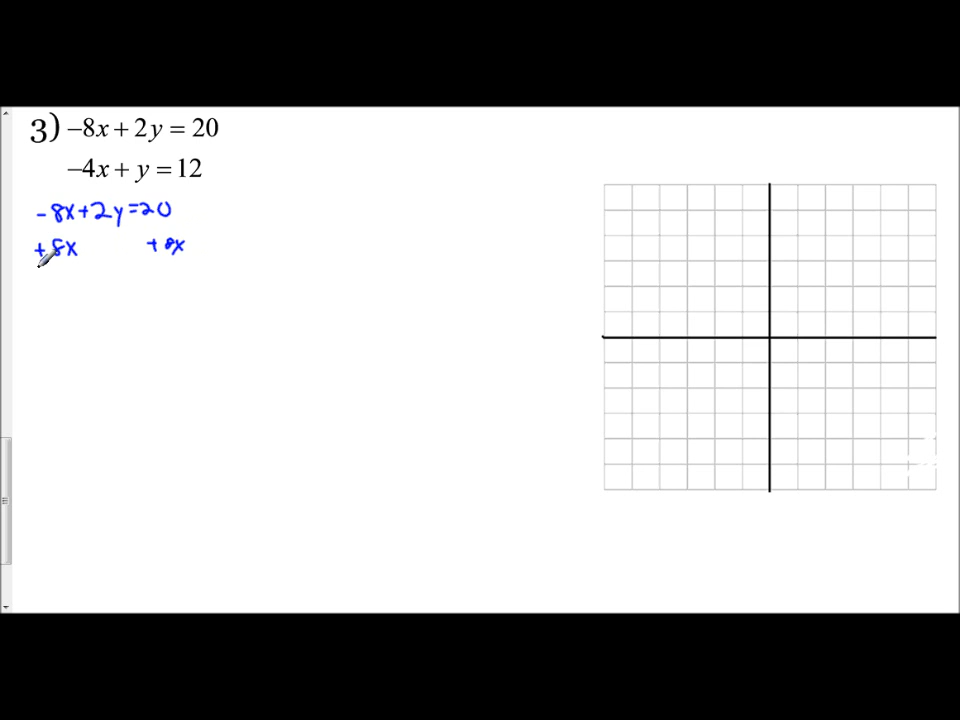 3) −8x + 2y = 20
−4x + y = 12
-8x+2y=20
+8x +8x